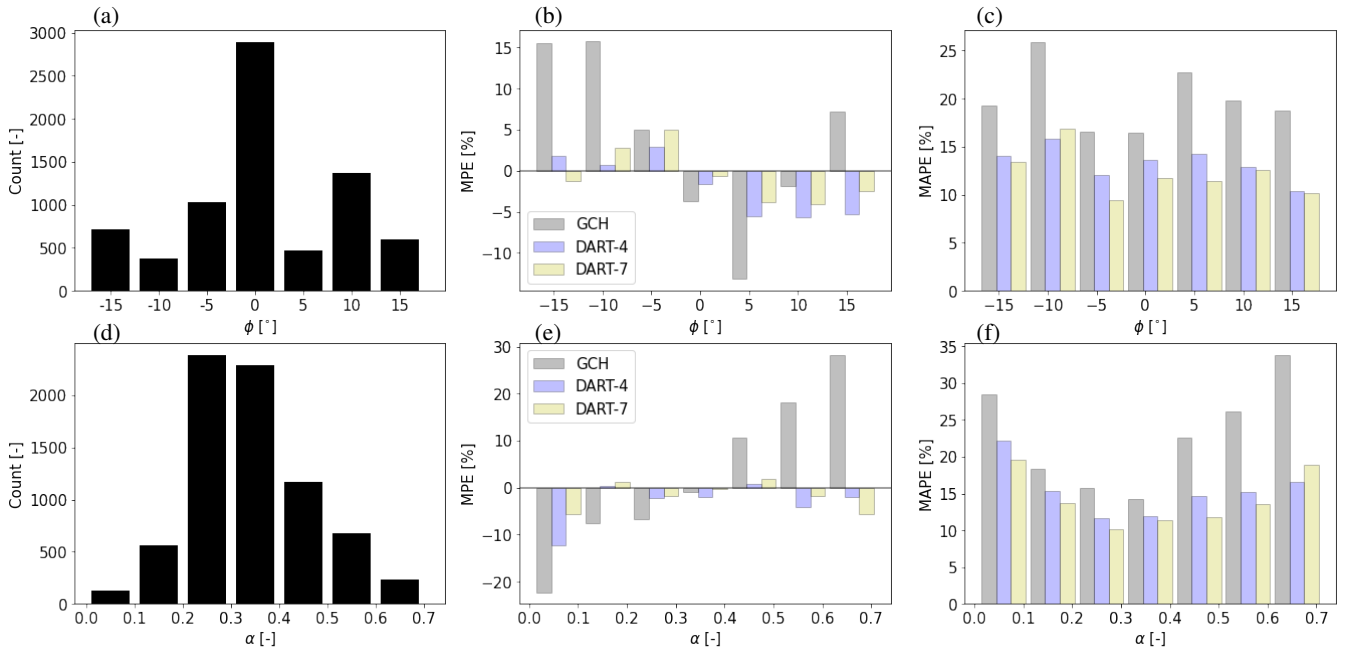 (a)
3000
2500
2000
1500
1000
500
0
Count [-]
-15 -10 -5 0 5 10 15
ϕ [°]
(b)
15
10
5
0
−5
−10
MPE [%]
GCH
DART-4
DART-7
−15 −10 −5 0 5 10 15
ϕ [°]
(c)
25
20
15
10
5
0
MAPE [%]
−15 −10 −5 0 5 10 15
ϕ [°]
(d)
2000
1500
1000
500
0
Count [-]
0.0 0.1 0.2 0.3 0.4 0.5 0.6 0.7
α [-]
(e)
30
20
10
0
−10
−20
MPE [%]
GCH
DART-4
DART-7
0.0 0.1 0.2 0.3 0.4 0.5 0.6 0.7
α [-]
(f)
35
30
25
20
15
10
5
0
MAPE [%]
0.0 0.1 0.2 0.3 0.4 0.5 0.6 0.7
α [-]